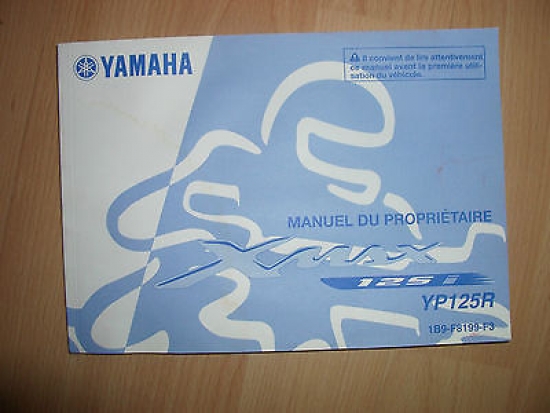 YAMAHA
Il convient de lire attentivement
ce manuel avant la première utili-
sation du véhicule.
MANUEL DU PROPRIÉTAIRE
X-MAX
125 i
YP125R
1B9-F8199-F3